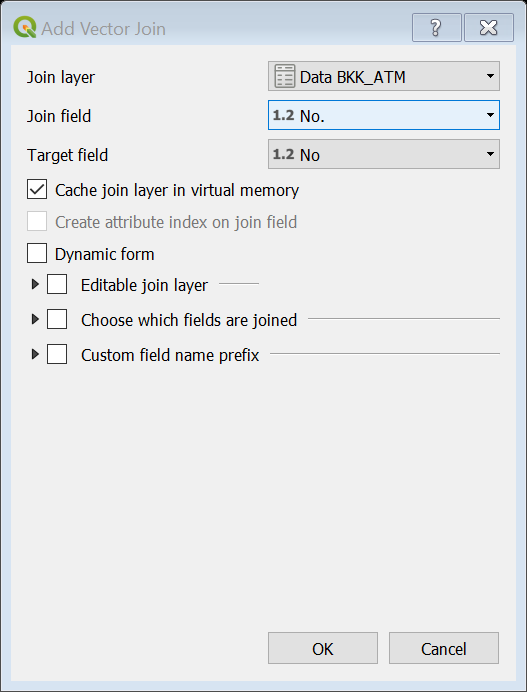 Add Vector Join
Join layer Data BKK_ATM
Join field 1.2 No.
Target field 1.2 No
Cache join layer in virtual memory
Create attribute index on join field
Dynamic form
Editable join layer
Choose which fields are joined
Custom field name prefix
OK Cancel